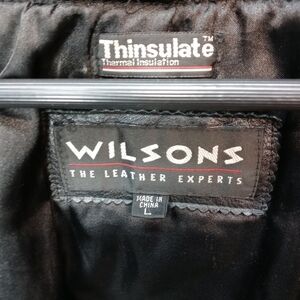 Thinsulate™
Thermal Insulation
WILSONS
THE LEATHER EXPERTS
MADE IN
CHINA
L